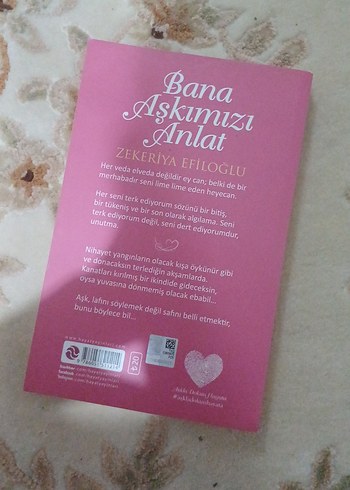 Bana
Aşkımızı
Anlat
ZEKERİYA EFİLOĞLU
Her veda elveda değildir ey can; belki de bir
merhabadır seni lime lime eden heyecan.
Her seni terk ediyorum sözünü bir bitiş,
bir tükeniş ve bir son olarak algılama. Seni
terk ediyorum değil, seni dert ediyorumdur,
unutma.
Nihayet yangınların olacak kışa öykünür gibi
ve donacaksın terlediğin akşamlarda.
Kanatları kırılmış bir ikindide gideceksin,
oysa yuvasına dönmemiş olacak ebabil...
Aşk, lafını söylemek değil safını belli etmektir,
bunu böylece bil...
₺20